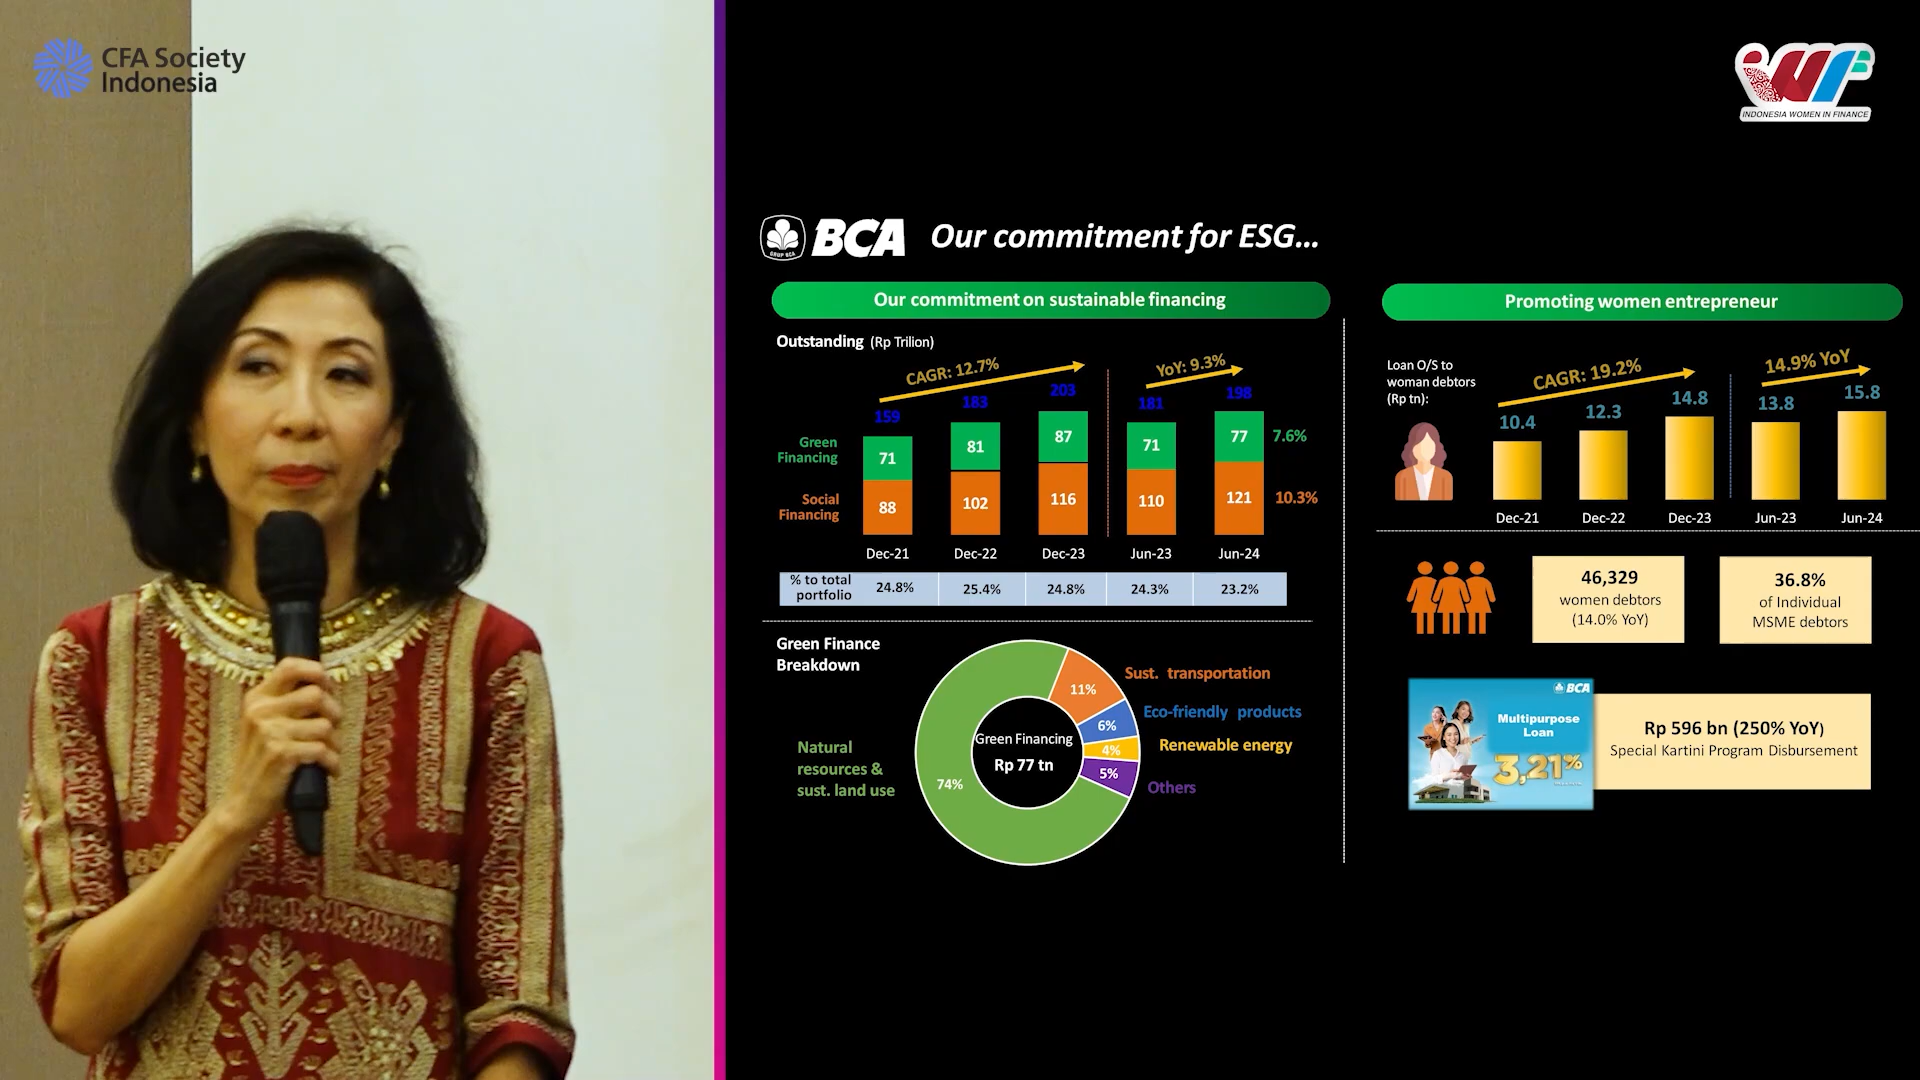 CFA Society
Indonesia
INDONESIA WOMEN IN FINANCE
GRUP BCA
BCA
Our commitment for ESG...
Our commitment on sustainable financing
Outstanding (Rp Trilion)
CAGR: 12.7%
YoY: 9.3%
159
183
203
181
198
Green
Financing
71
81
87
71
77
7.6%
Social
Financing
88
102
116
110
121
10.3%
Dec-21
Dec-22
Dec-23
Jun-23
Jun-24
% to total
portfolio
24.8%
25.4%
24.8%
24.3%
23.2%
Green Finance
Breakdown
Natural
resources &
sust. land use
74%
Green Financing
Rp 77 tn
11%
Sust. transportation
6%
Eco-friendly products
4%
Renewable energy
5%
Others
Promoting women entrepreneur
Loan O/S to
woman debtors
(Rp tn):
CAGR: 19.2%
14.9% YoY
10.4
12.3
14.8
13.8
15.8
Dec-21
Dec-22
Dec-23
Jun-23
Jun-24
46,329
women debtors
(14.0% YoY)
36.8%
of Individual
MSME debtors
BCA
Multipurpose
Loan
3,21%
Rp 596 bn (250% YoY)
Special Kartini Program Disbursement